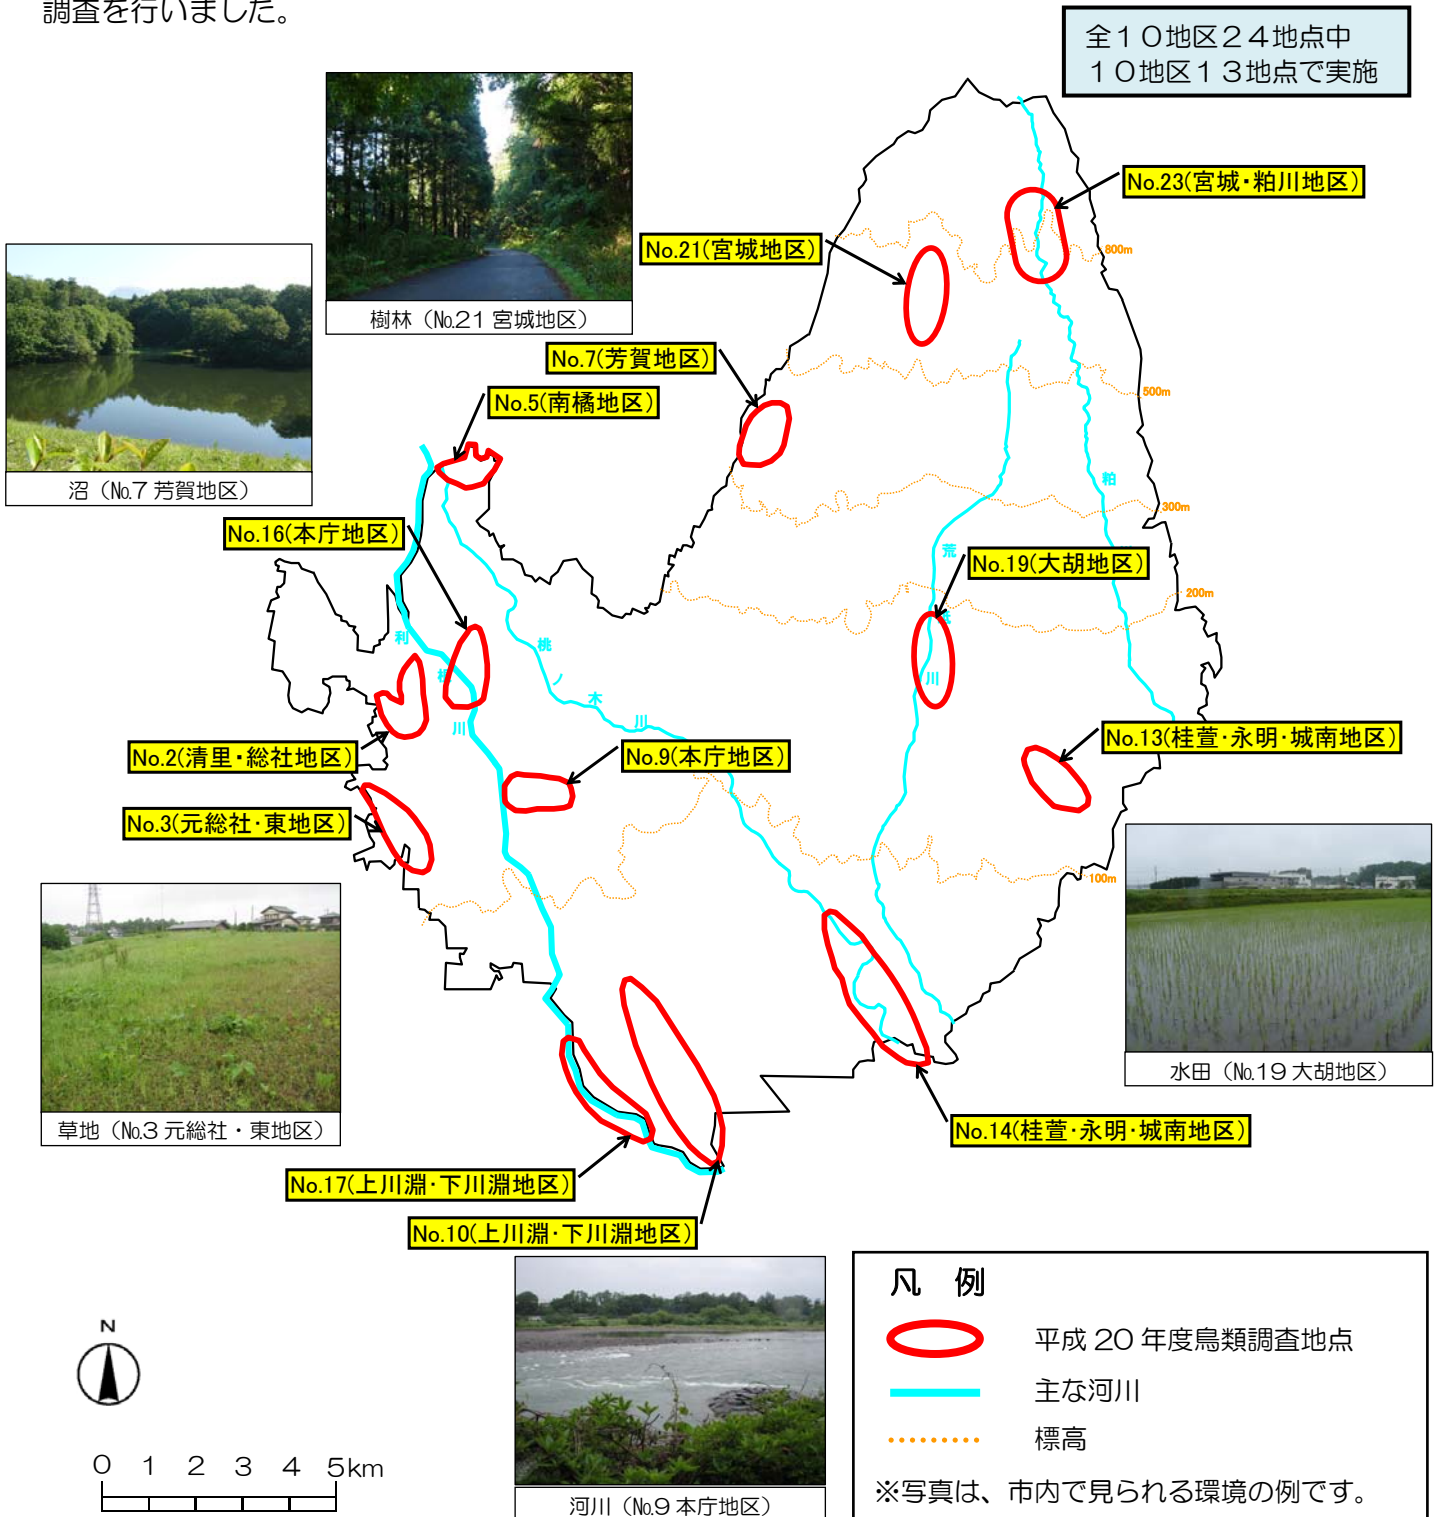 調査を行いました。
全10地区24地点中
10地区13地点で実施
No.23(宮城・粕川地区)
No.21(宮城地区)
800m
樹林（No.21 宮城地区）
No.7(芳賀地区)
No.5(南橘地区)
500m
沼（No.7 芳賀地区）
粕
300m
No.16(本庁地区)
荒
No.19(大胡地区)
200m
利
桃
ノ
木
川
川
川
No.2(清里・総社地区)
No.9(本庁地区)
No.13(桂萱・永明・城南地区)
No.3(元総社・東地区)
100m
水田（No.19 大胡地区）
草地（No.3 元総社・東地区）
No.14(桂萱・永明・城南地区)
No.17(上川淵・下川淵地区)
No.10(上川淵・下川淵地区)
凡 例
平成 20 年度鳥類調査地点
主な河川
標高
※写真は、市内で見られる環境の例です。
N
0 1 2 3 4 5km
河川（No.9 本庁地区）